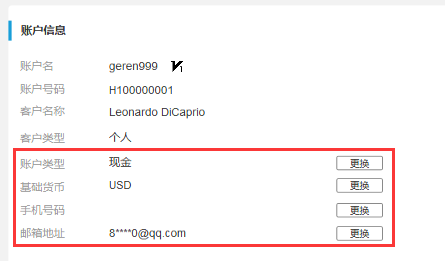 账户信息
账户名 geren999 V1
账户号码 H100000001
客户名称 Leonardo DiCaprio
客户类型 个人
账户类型 现金 更换
基础货币 USD 更换
手机号码 更换
邮箱地址 8****0@qq.com 更换